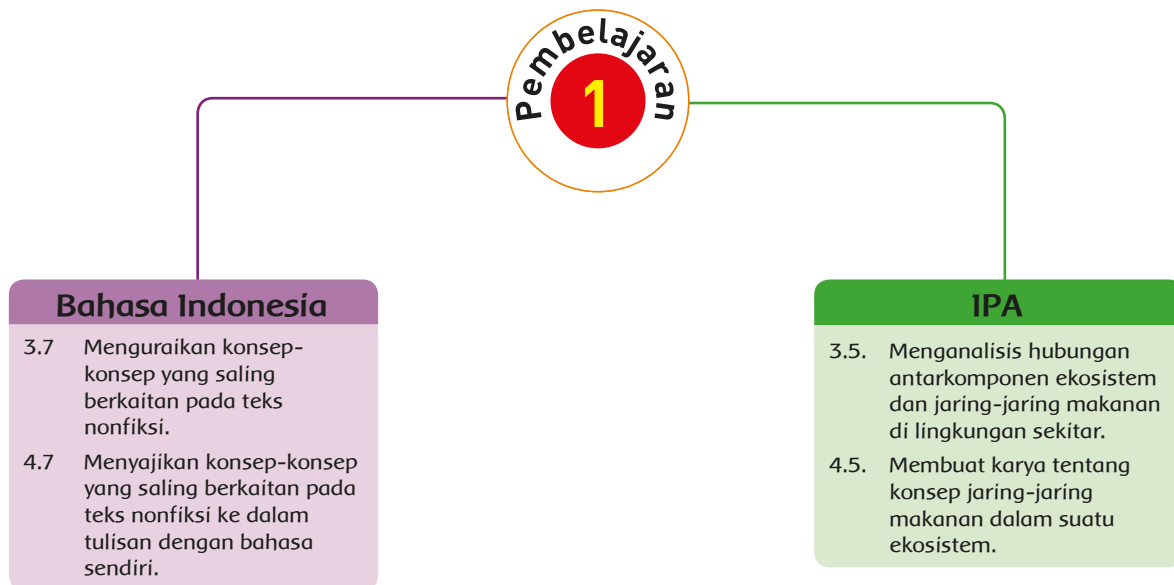 Pembelajaran
1
Bahasa Indonesia
3.7 Menguraikan konsep-
konsep yang saling
berkaitan pada teks
nonfiksi.
4.7 Menyajikan konsep-konsep
yang saling berkaitan pada
teks nonfiksi ke dalam
tulisan dengan bahasa
sendiri.
IPA
3.5. Menganalisis hubungan
antarkomponen ekosistem
dan jaring-jaring makanan
di lingkungan sekitar.
4.5. Membuat karya tentang
konsep jaring-jaring
makanan dalam suatu
ekosistem.